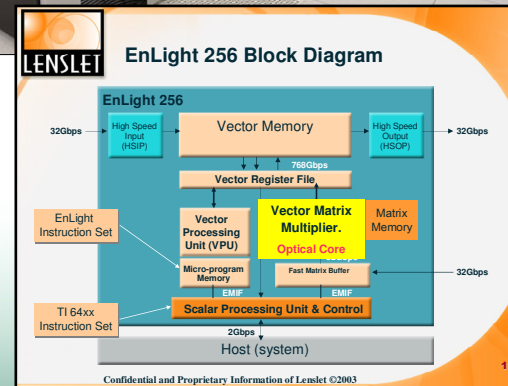 LENSLET
EnLight 256 Block Diagram
EnLight 256
32Gbps
High Speed
Input
(HSIP)
Vector Memory
High Speed
Output
(HSOP)
32Gbps
768Gbps
Vector Register File
EnLight
Instruction Set
Vector
Processing
Unit (VPU)
Vector Matrix
Multiplier.
Optical Core
Matrix
Memory
Micro-program
Memory
Fast Matrix Buffer
32Gbps
EMIF
EMIF
TI 64xx
Instruction Set
Scalar Processing Unit & Control
2Gbps
Host (system)
Confidential and Proprietary Information of Lenslet ©2003